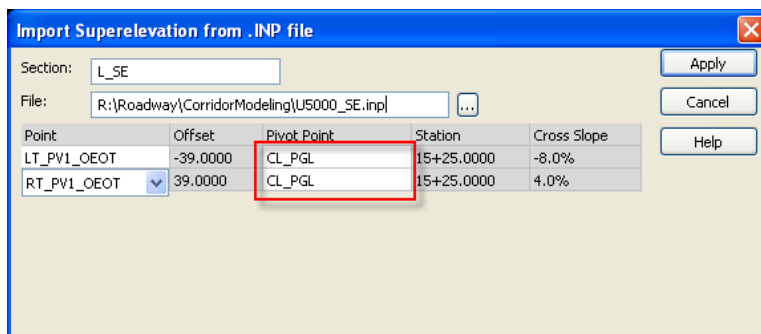 Import Superelevation from .INP file
Section: L_SE Apply
File: R:\Roadway\CorridorModeling\U5000_SE.inp ... Cancel
Help
Point Offset Pivot Point Station Cross Slope
LT_PV1_OEOT -39.0000 CL_PGL 15+25.0000 -8.0%
RT_PV1_OEOT 39.0000 CL_PGL 15+25.0000 4.0%